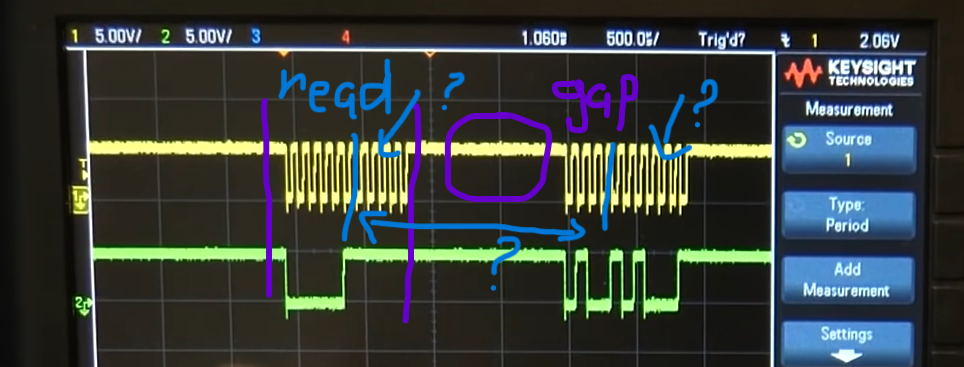 1 5.00V/ 2 5.00V/ 3 4 1.060s 500.0s/ Trig'd? 1 2.06V
KEYSIGHT
TECHNOLOGIES
Measurement
Source
1
Type:
Period
Add
Measurement
Settings
read ?
gap ?
?
T
1
2